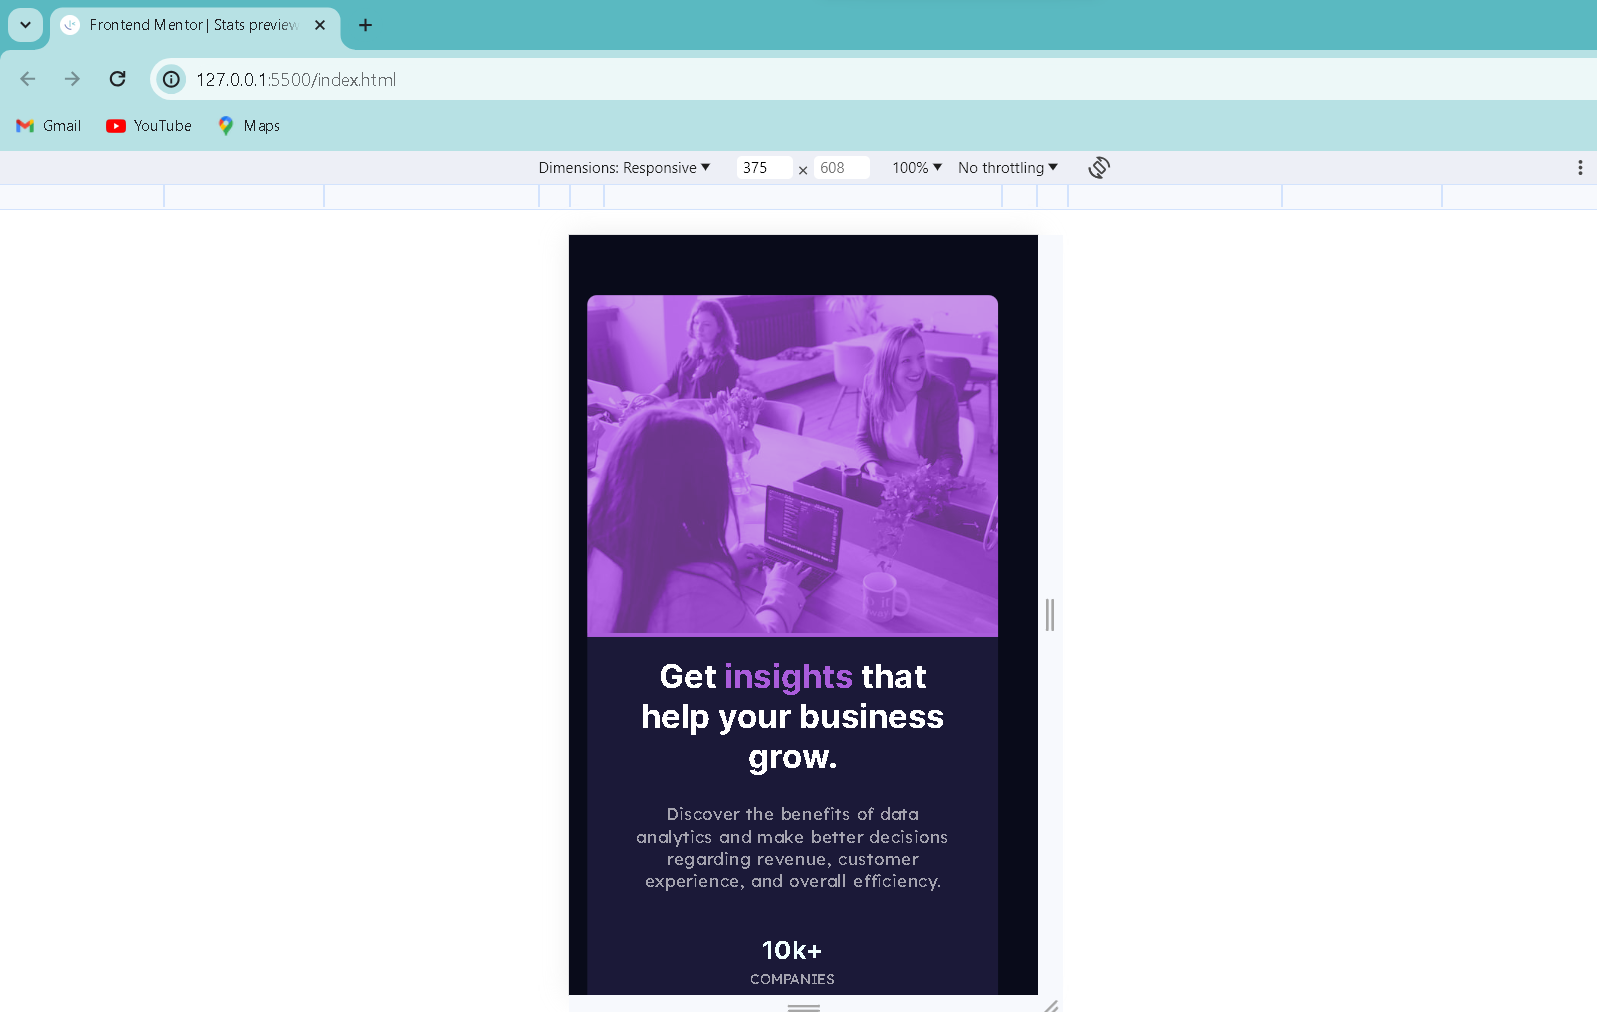 Frontend Mentor | Stats preview
127.0.0.1:5500/index.html
Gmail YouTube Maps
Dimensions: Responsive 375 × 608 100% No throttling
Get insights that
help your business
grow.
Discover the benefits of data
analytics and make better decisions
regarding revenue, customer
experience, and overall efficiency.
10k+
COMPANIES